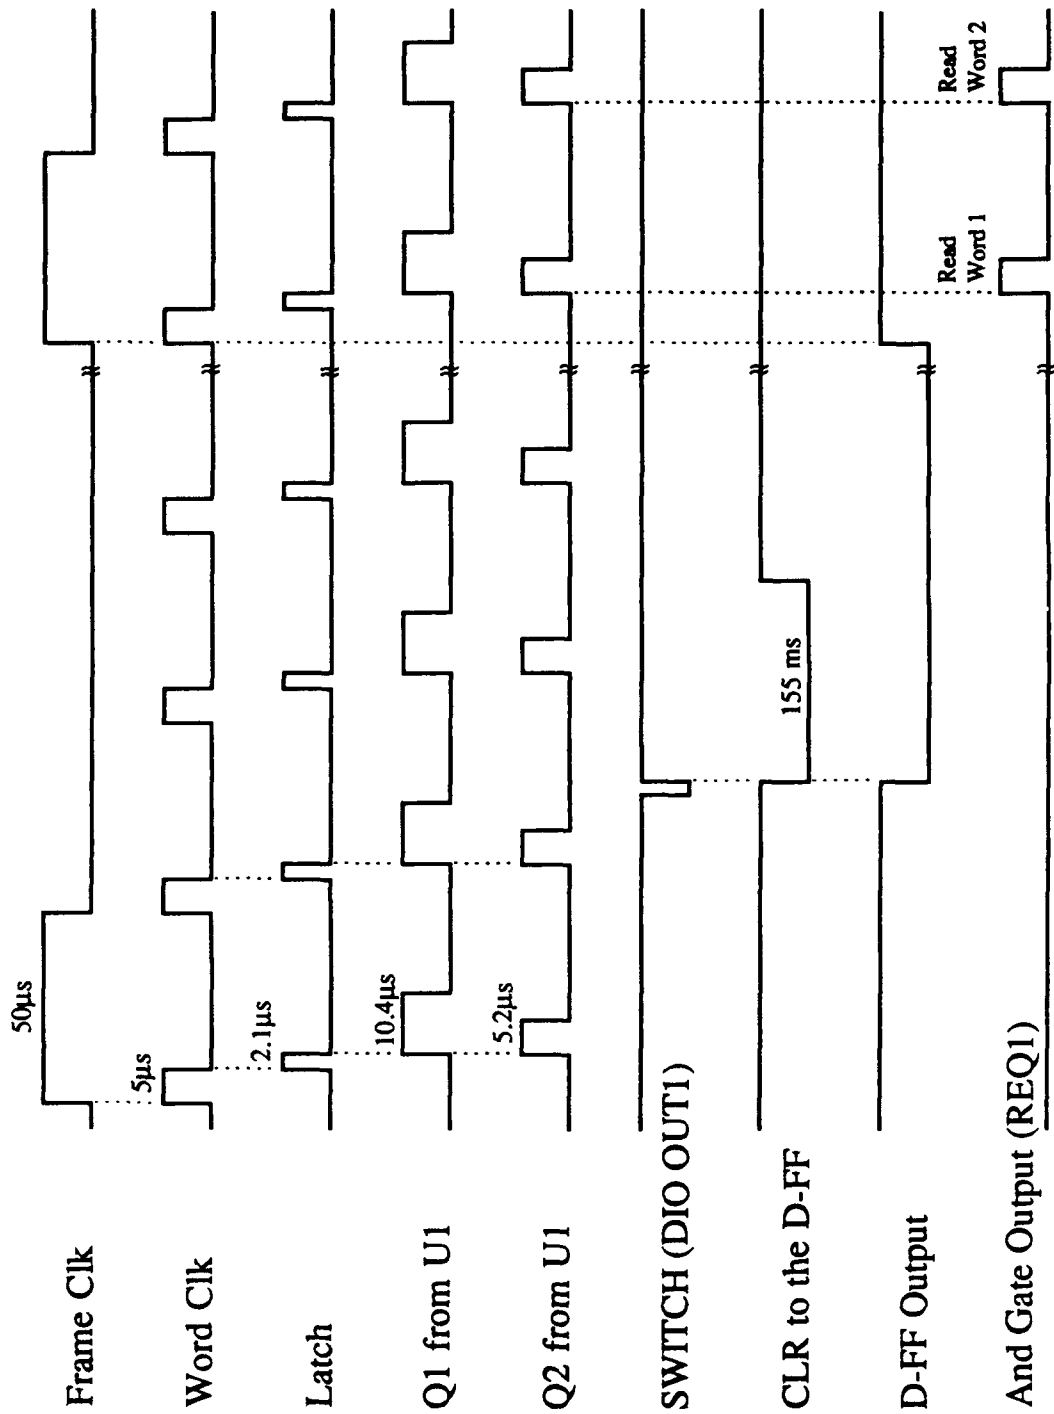 Frame Clk
50µs
Word Clk
5µs
Latch
2.1µs
Q1 from U1
10.4µs
Q2 from U1
5.2µs
SWITCH (DIO OUT1)
CLR to the D-FF
155 ms
D-FF Output
And Gate Output (REQ1)
Read
Word 1
Read
Word 2